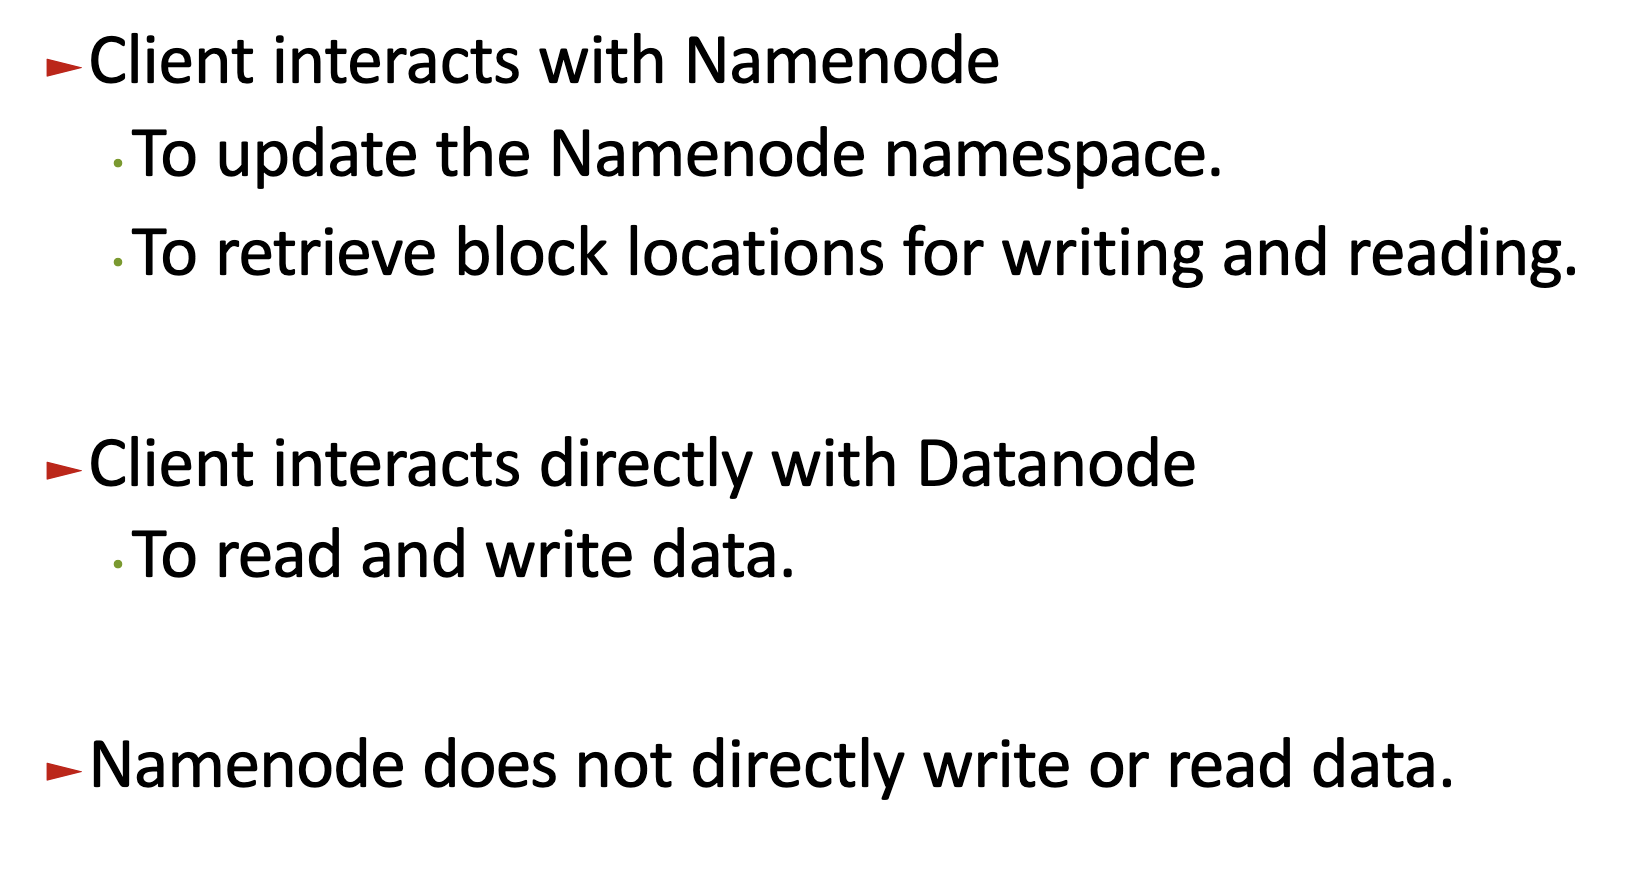 ► Client interacts with Namenode
• To update the Namenode namespace.
• To retrieve block locations for writing and reading.
► Client interacts directly with Datanode
• To read and write data.
► Namenode does not directly write or read data.